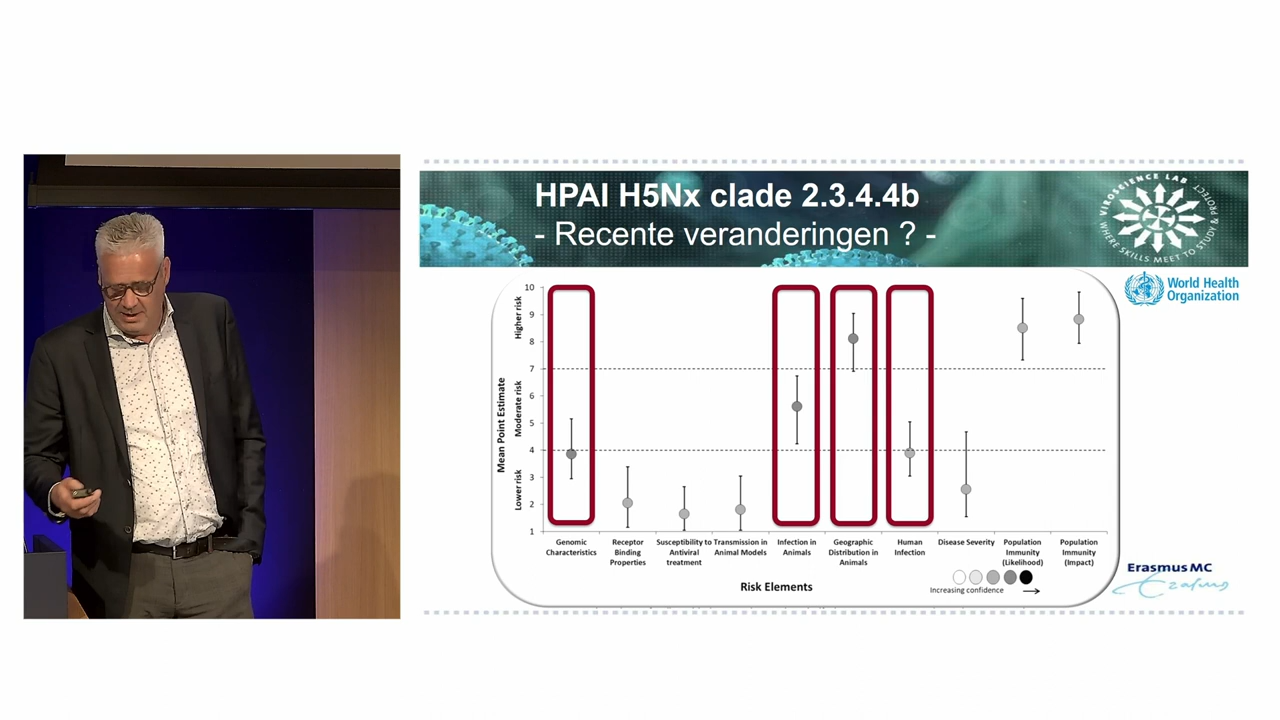 HPAI H5Nx clade 2.3.4.4b
- Recente veranderingen ? -
VIROSCIENCE LAB
WHERE SKILLS MEET TO STUDY & PROTECT
World Health
Organization
Mean Point Estimate
Higher risk
Moderate risk
Lower risk
10
9
8
7
6
5
4
3
2
1
Genomic
Characteristics
Receptor
Binding
Properties
Susceptibility to
Antiviral
treatment
Transmission in
Animal Models
Infection in
Animals
Geographic
Distribution in
Animals
Human
Infection
Disease Severity
Population
Immunity
(Likelihood)
Population
Immunity
(Impact)
Risk Elements
Increasing confidence
Erasmus MC
Erasmus